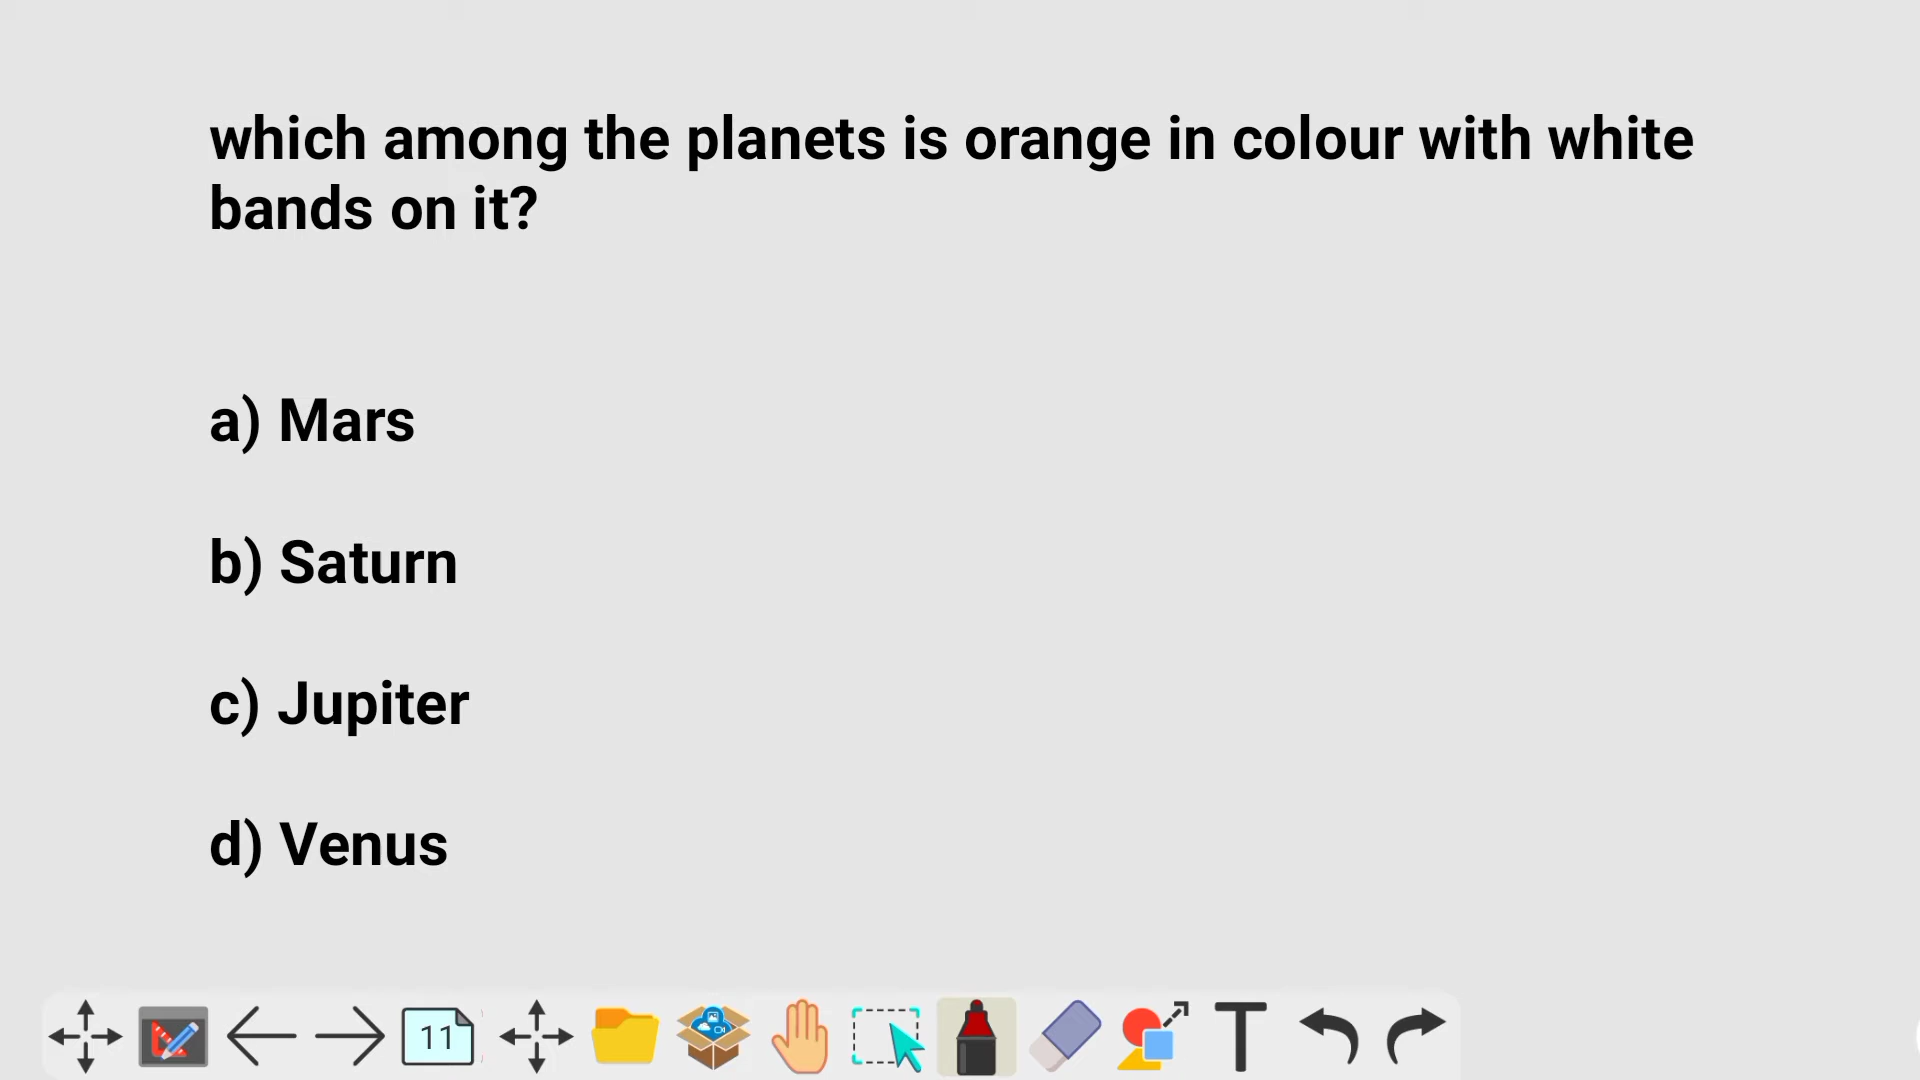 which among the planets is orange in colour with white
bands on it?
a) Mars
b) Saturn
c) Jupiter
d) Venus
11
T